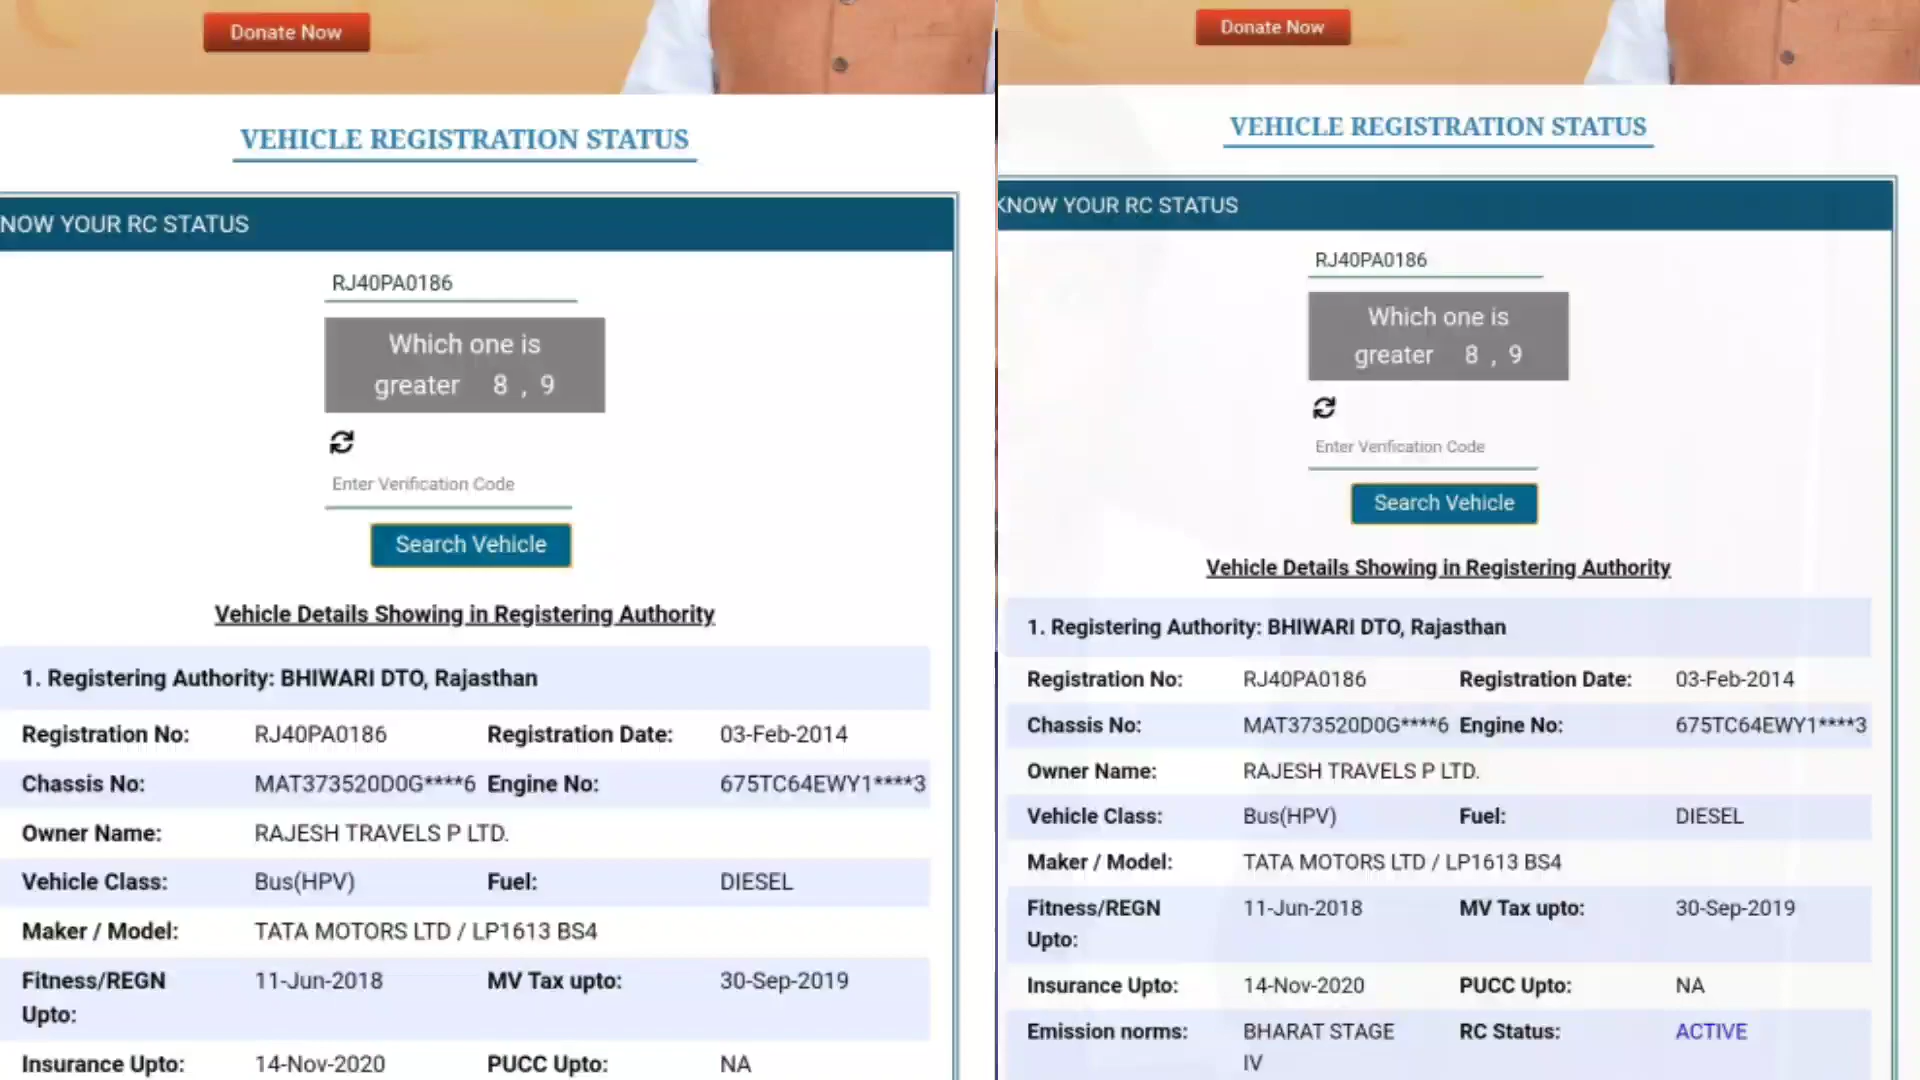 Donate Now
VEHICLE REGISTRATION STATUS
NOW YOUR RC STATUS
RJ40PA0186
Which one is
greater 8 , 9
Enter Verification Code
Search Vehicle
Vehicle Details Showing in Registering Authority
1. Registering Authority: BHIWARI DTO, Rajasthan
Registration No: RJ40PA0186 Registration Date: 03-Feb-2014
Chassis No: MAT373520D0G****6 Engine No: 675TC64EWY1****3
Owner Name: RAJESH TRAVELS P LTD.
Vehicle Class: Bus(HPV) Fuel: DIESEL
Maker / Model: TATA MOTORS LTD / LP1613 BS4
Fitness/REGN 11-Jun-2018 MV Tax upto: 30-Sep-2019
Upto:
Insurance Upto: 14-Nov-2020 PUCC Upto: NA
Donate Now
VEHICLE REGISTRATION STATUS
KNOW YOUR RC STATUS
RJ40PA0186
Which one is
greater 8 , 9
Enter Verification Code
Search Vehicle
Vehicle Details Showing in Registering Authority
1. Registering Authority: BHIWARI DTO, Rajasthan
Registration No: RJ40PA0186 Registration Date: 03-Feb-2014
Chassis No: MAT373520D0G****6 Engine No: 675TC64EWY1****3
Owner Name: RAJESH TRAVELS P LTD.
Vehicle Class: Bus(HPV) Fuel: DIESEL
Maker / Model: TATA MOTORS LTD / LP1613 BS4
Fitness/REGN 11-Jun-2018 MV Tax upto: 30-Sep-2019
Upto:
Insurance Upto: 14-Nov-2020 PUCC Upto: NA
Emission norms: BHARAT STAGE RC Status: ACTIVE
IV